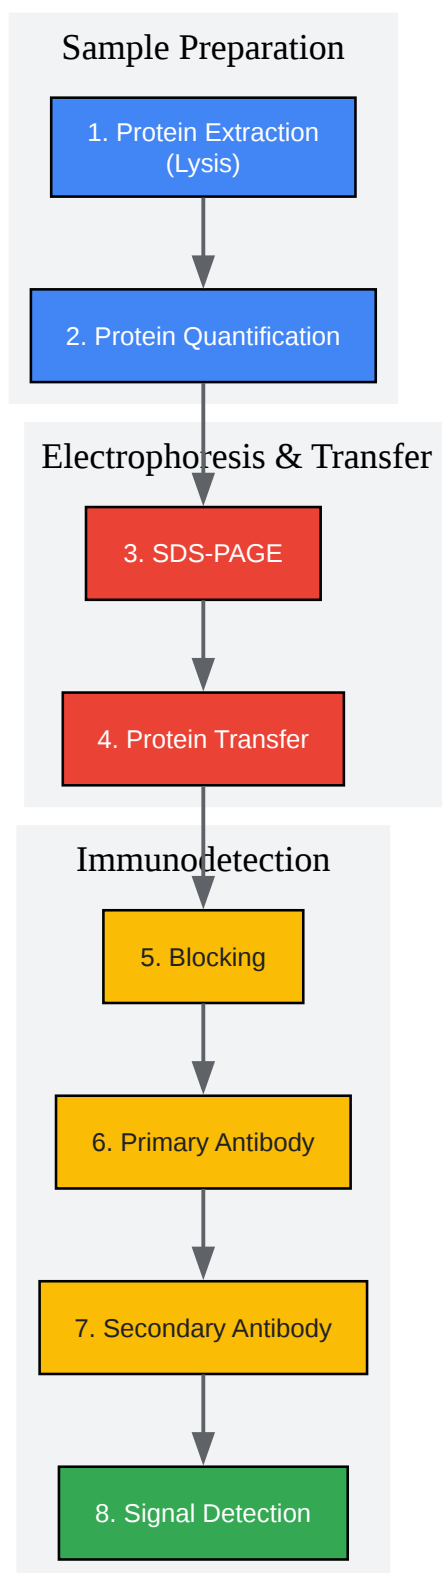 Sample Preparation
1. Protein Extraction
(Lysis)
2. Protein Quantification
Electrophoresis & Transfer
3. SDS-PAGE
4. Protein Transfer
Immunodetection
5. Blocking
6. Primary Antibody
7. Secondary Antibody
8. Signal Detection